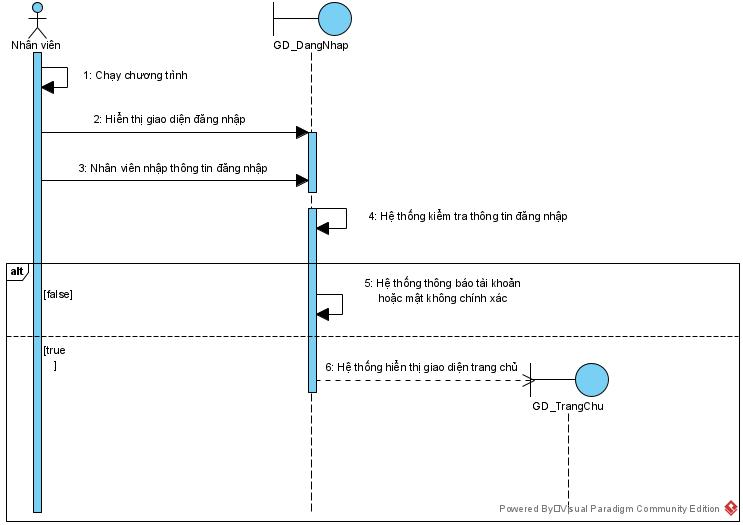 Nhân viên
GD_DangNhap
1: Chạy chương trình
2: Hiển thị giao diện đăng nhập
3: Nhân viên nhập thông tin đăng nhập
4: Hệ thống kiểm tra thông tin đăng nhập
alt
5: Hệ thống thông báo tài khoản
hoặc mật không chính xác
[false]
[true
]
6: Hệ thống hiển thị giao diện trang chủ
GD_TrangChu
Powered By Visual Paradigm Community Edition